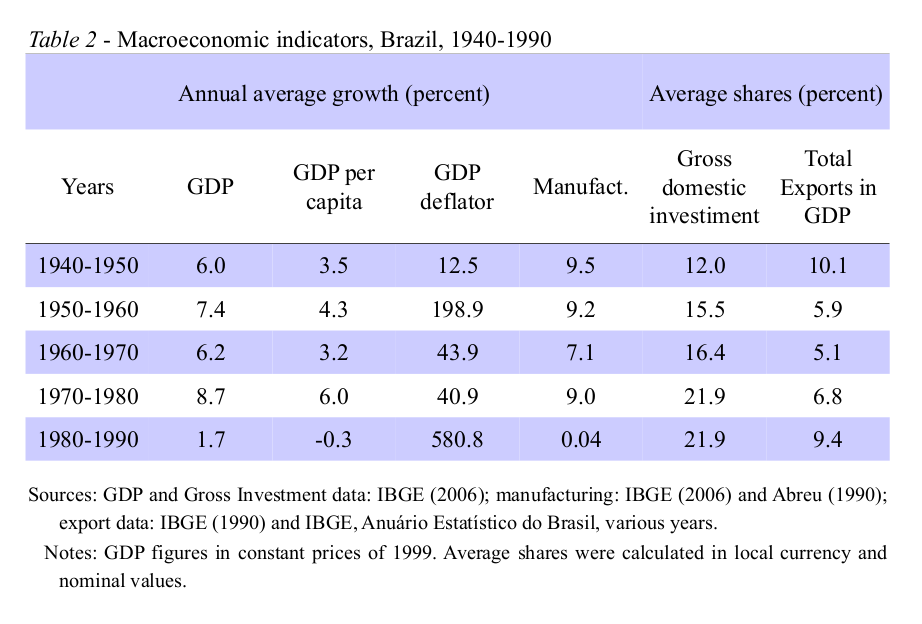 Table 2 - Macroeconomic indicators, Brazil, 1940-1990
Annual average growth (percent) Average shares (percent)
Years GDP GDP per capita GDP deflator Manufact. Gross domestic investiment Total Exports in GDP
1940-1950 6.0 3.5 12.5 9.5 12.0 10.1
1950-1960 7.4 4.3 198.9 9.2 15.5 5.9
1960-1970 6.2 3.2 43.9 7.1 16.4 5.1
1970-1980 8.7 6.0 40.9 9.0 21.9 6.8
1980-1990 1.7 -0.3 580.8 0.04 21.9 9.4
Sources: GDP and Gross Investment data: IBGE (2006); manufacturing: IBGE (2006) and Abreu (1990);
export data: IBGE (1990) and IBGE, Anuário Estatístico do Brasil, various years.
Notes: GDP figures in constant prices of 1999. Average shares were calculated in local currency and
nominal values.